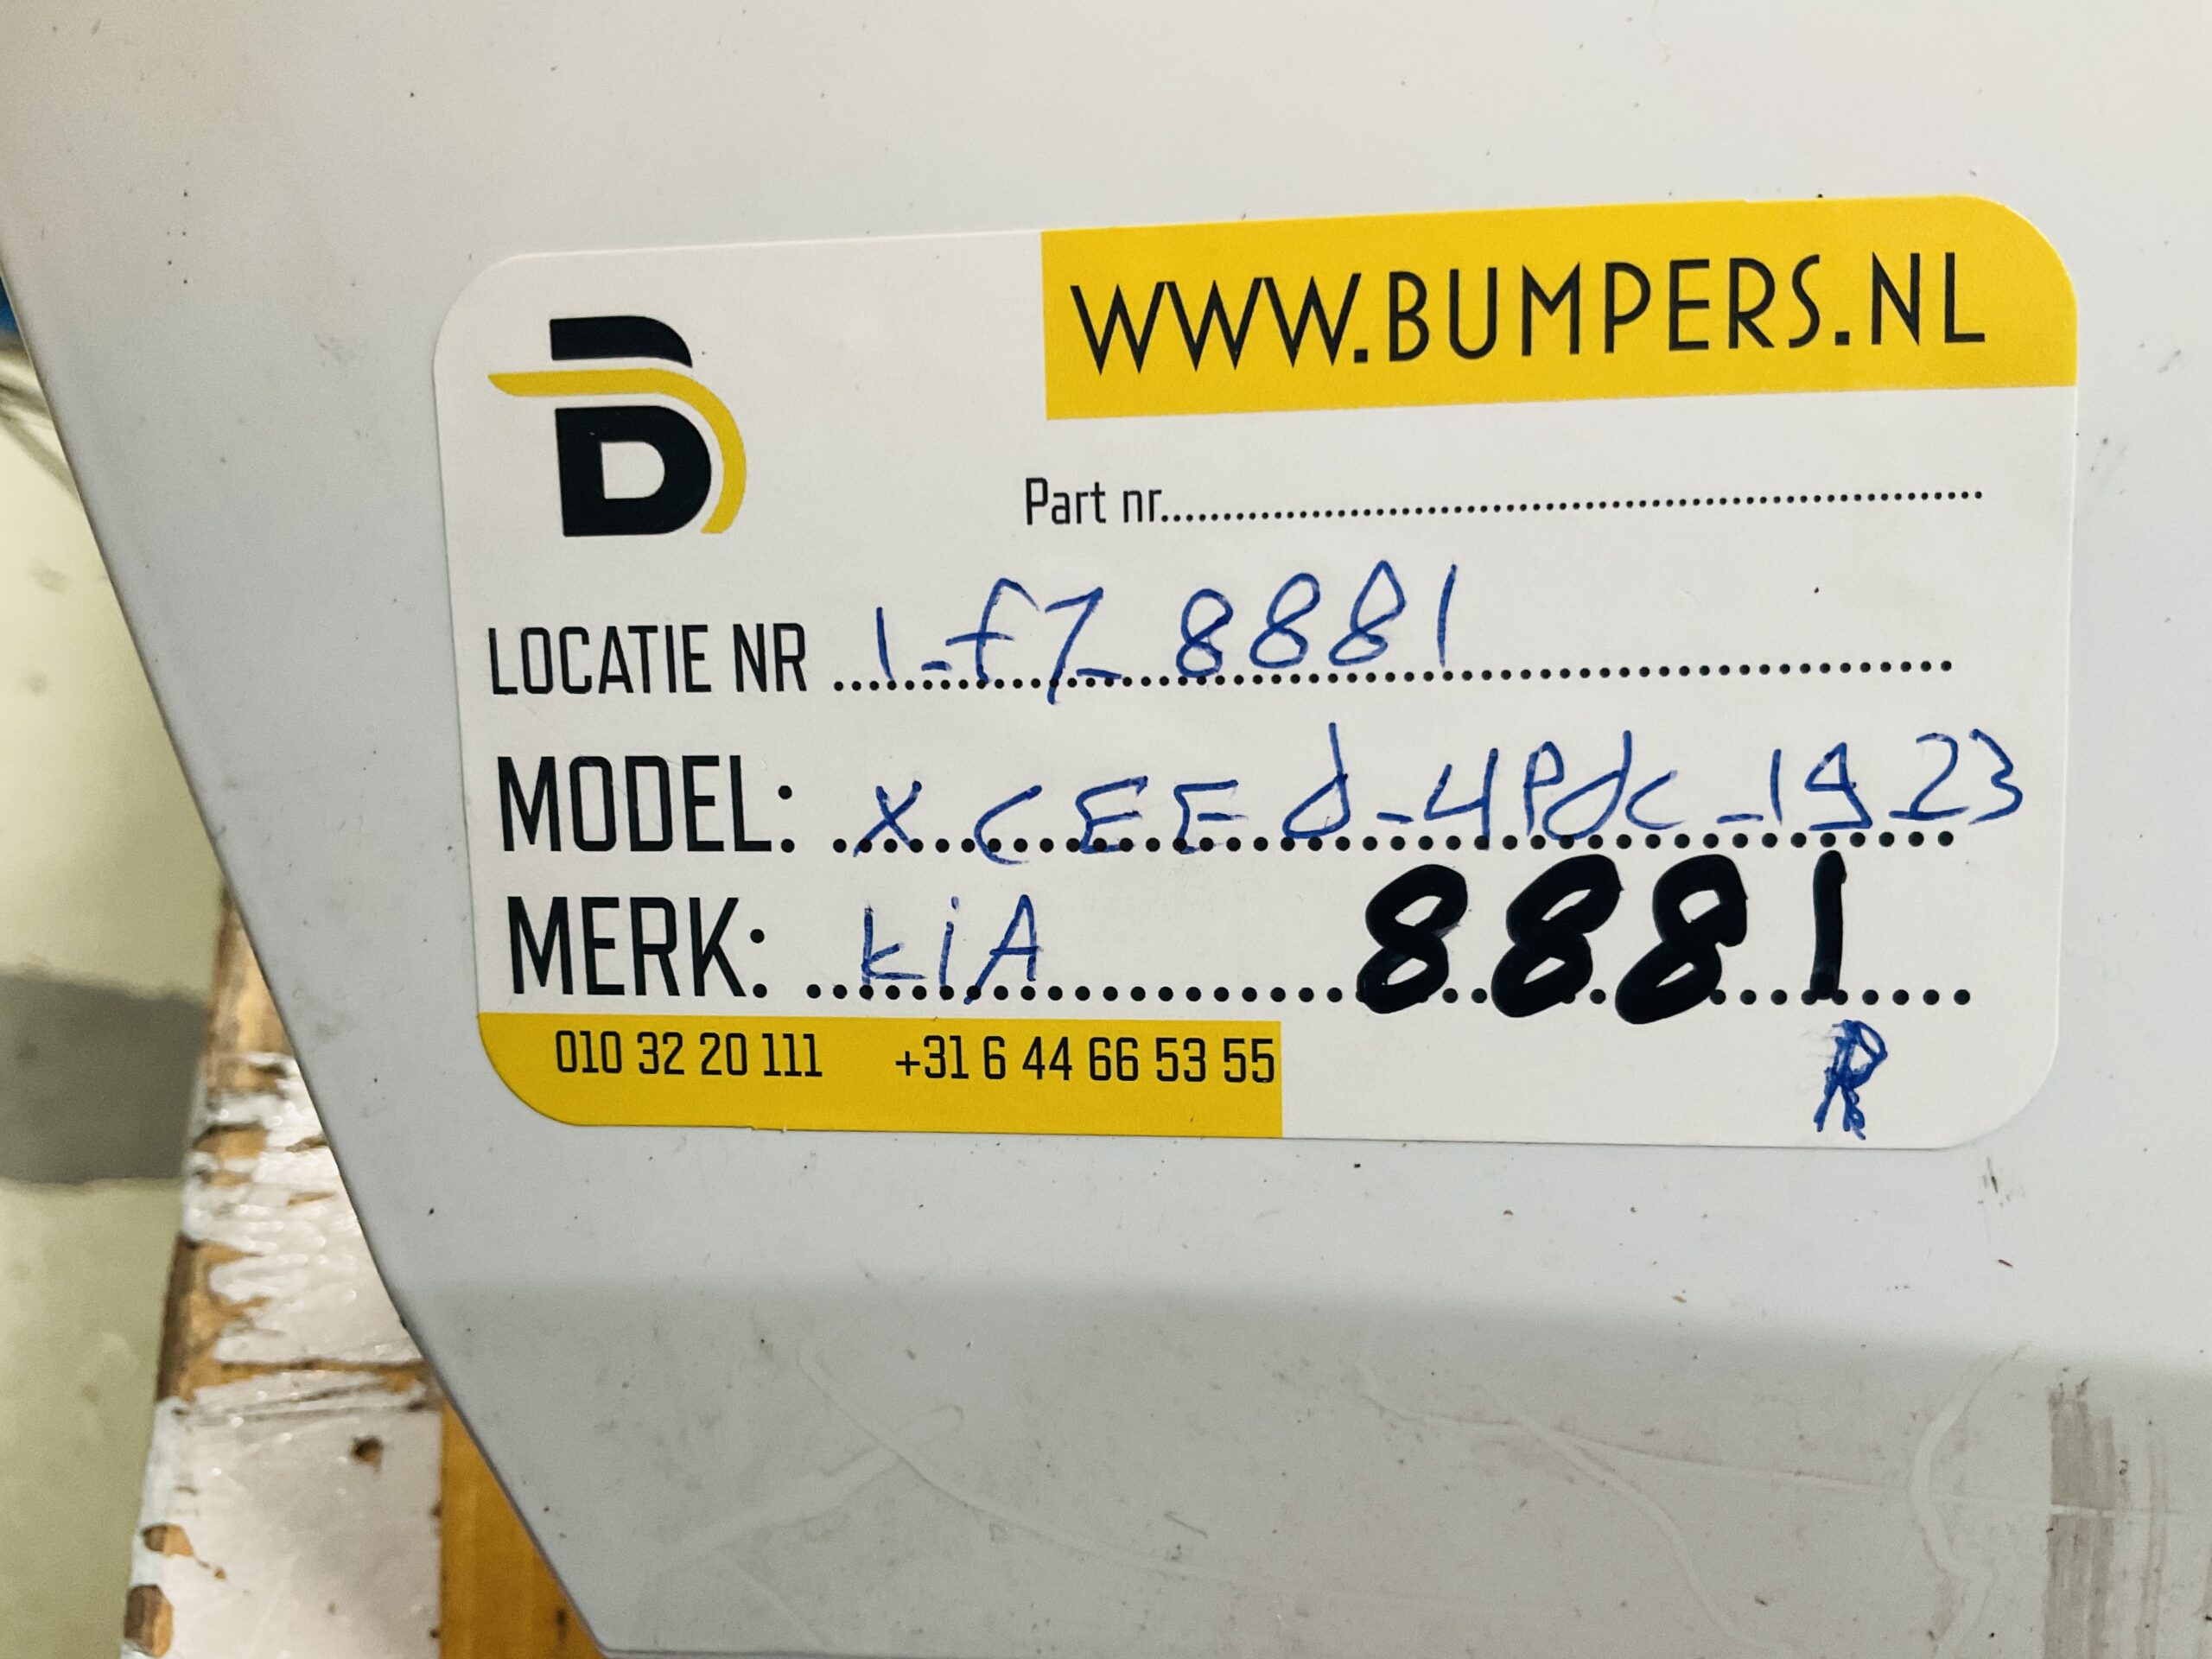 WWW.BUMPERS.NL
B
Part nr..........
LOCATIE NR 1-f7-8881
MODEL: XCEEd-4Pdc-19-23
MERK: kiA 8881
010 32 20 111 +31 6 44 66 53 55
R